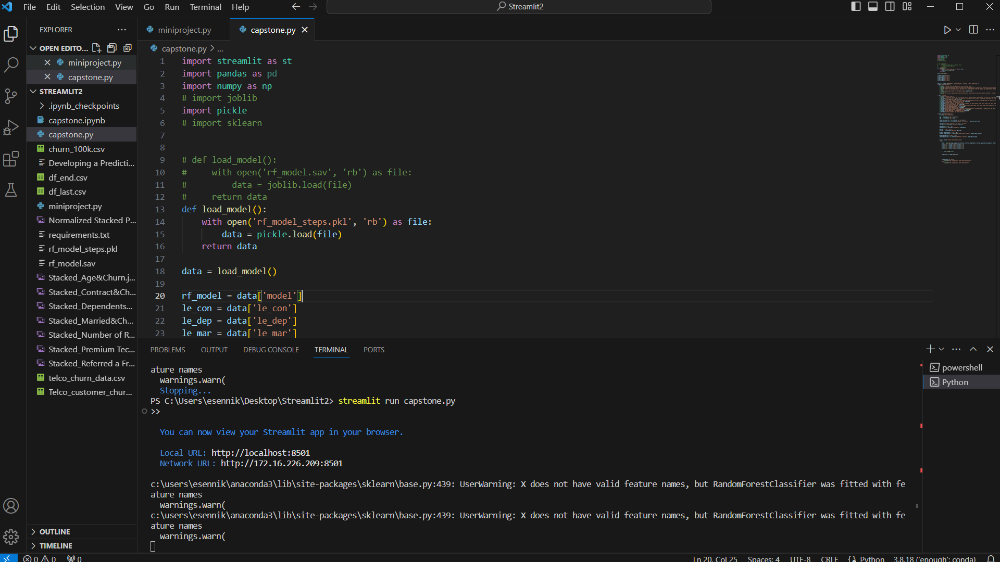 File Edit Selection View Go Run Terminal Help
Streamlit2
EXPLORER
OPEN EDITO...
miniproject.py
capstone.py
STREAMLIT2
.ipynb_checkpoints
capstone.ipynb
capstone.py
churn_100k.csv
Developing a Predicti...
df_end.csv
df_last.csv
miniproject.py
Normalized Stacked P...
requirements.txt
rf_model_steps.pkl
rf_model.sav
Stacked_Age&Churn.j...
Stacked_Contract&Ch...
Stacked_Dependents...
Stacked_Married&Ch...
Stacked_Number of R...
Stacked_Premium Tec...
Stacked_Referred a Fr...
telco_churn_data.csv
Telco_customer_chur...
OUTLINE
TIMELINE
miniproject.py
capstone.py
capstone.py > ...
1 import streamlit as st
2 import pandas as pd
3 import numpy as np
4 # import joblib
5 import pickle
6 # import sklearn
7
8
9 # def load_model():
10 #     with open('rf_model.sav', 'rb') as file:
11 #         data = joblib.load(file)
12 #     return data
13 def load_model():
14     with open('rf_model_steps.pkl', 'rb') as file:
15         data = pickle.load(file)
16     return data
17
18 data = load_model()
19
20 rf_model = data['model']
21 le_con = data['le_con']
22 le_dep = data['le_dep']
23 le_mar = data['le_mar']
PROBLEMS OUTPUT DEBUG CONSOLE TERMINAL PORTS
ature names
  warnings.warn(
  Stopping...
PS C:\Users\esennik\Desktop\Streamlit2> streamlit run capstone.py
>>
  You can now view your Streamlit app in your browser.
  Local URL: http://localhost:8501
  Network URL: http://172.16.226.209:8501
c:\users\esennik\anaconda3\lib\site-packages\sklearn\base.py:439: UserWarning: X does not have valid feature names, but RandomForestClassifier was fitted with fe
ature names
  warnings.warn(
c:\users\esennik\anaconda3\lib\site-packages\sklearn\base.py:439: UserWarning: X does not have valid feature names, but RandomForestClassifier was fitted with fe
ature names
  warnings.warn(
powershell
Python
0 0 0
Ln 20, Col 25 Spaces: 4 UTF-8 CRLF Python 3.8.18 ('enough': conda)